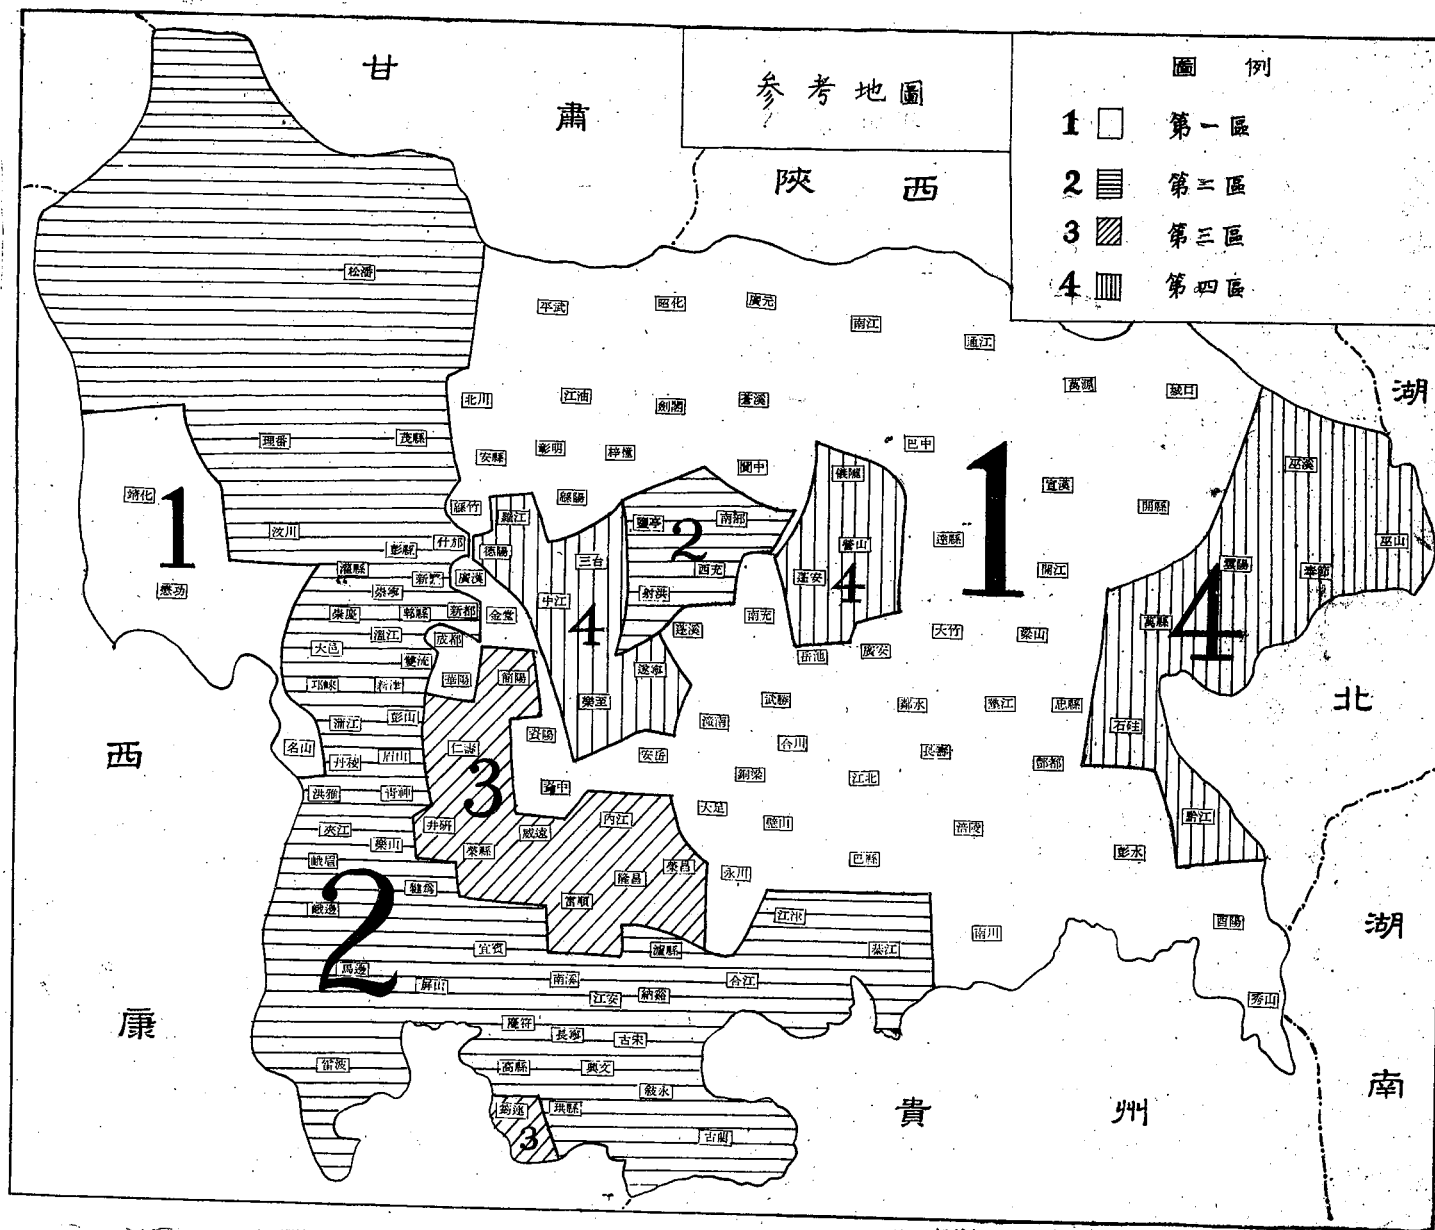 甘
肅
參考地圖
圖例
1 第一區
2 第二區
3 第三區
4 第四區
陝 西
松潘
平武
昭化
廣元
南江
通江
萬源
城口
湖
北川
江油
劍閣
蒼溪
理番
茂縣
安縣
彰明
梓橦
閬中
巴中
儀隴
宣漢
開縣
巫溪
靖化
1
綿竹
羅江
綿陽
鹽亭
南部
2
營山
達縣
1
開江
雲陽
奉節
巫山
汶川
彭縣
什邡
德陽
三台
西充
蓬安
4
懋功
灌縣
崇寧
新繁
廣漢
中江
射洪
萬縣
4
崇慶
郫縣
新都
金堂
4
蓬溪
南充
大竹
梁山
大邑
溫江
成都
雙流
遂寧
岳池
廣安
邛崍
新津
華陽
簡陽
樂至
武勝
鄰水
墊江
忠縣
石砫
北
蒲江
彭山
潼南
名山
丹稜
眉山
仁壽
資陽
安岳
合川
長壽
酆都
西
洪雅
青神
3
資中
銅梁
江北
夾江
樂山
井研
威遠
內江
大足
璧山
涪陵
黔江
峨眉
榮縣
隆昌
榮昌
永川
巴縣
彭水
峨邊
犍為
富順
江津
南川
酉陽
湖
2
馬邊
屏山
宜賓
瀘縣
綦江
南溪
江安
納谿
合江
秀山
康
慶符
長寧
古宋
雷波
高縣
興文
敍永
南
筠連
珙縣
3
古藺
貴 州